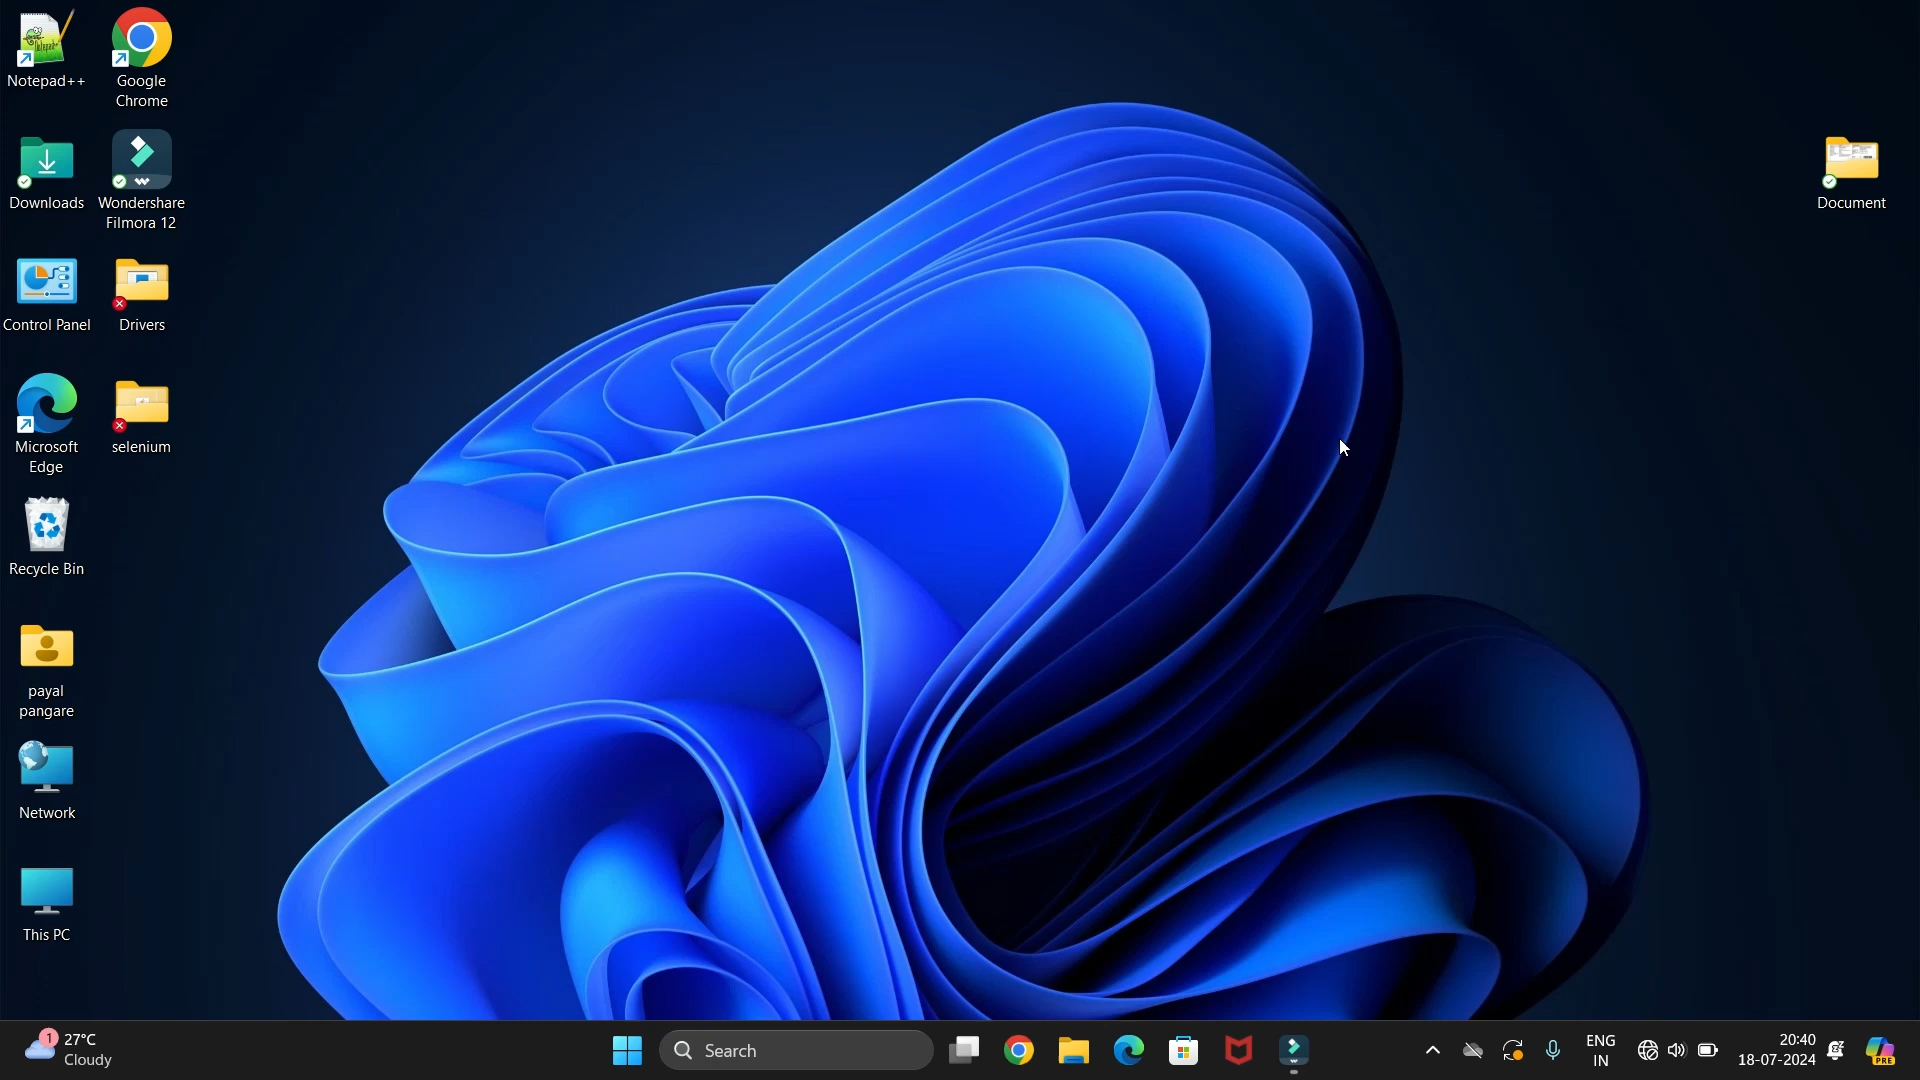 Notepad++
Google
Chrome
Downloads
Wondershare
Filmora 12
Control Panel
Drivers
Microsoft
Edge
selenium
Recycle Bin
payal
pangare
Network
This PC
Document
1
27°C
Cloudy
Search
ENG
IN
20:40
18-07-2024
PRE